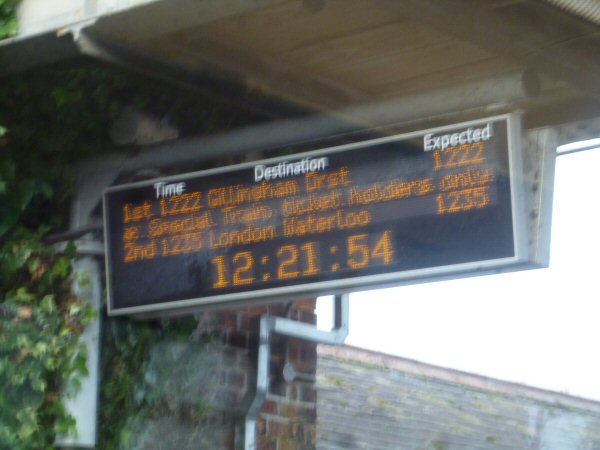 Time Destination Expected
1st 1222 Gillingham Drst 1222
æ Special Train, ticket holders only
2nd 1235 London Waterloo 1235
12:21:54